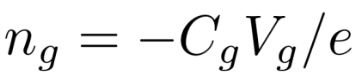 n_g = -C_g V_g / e